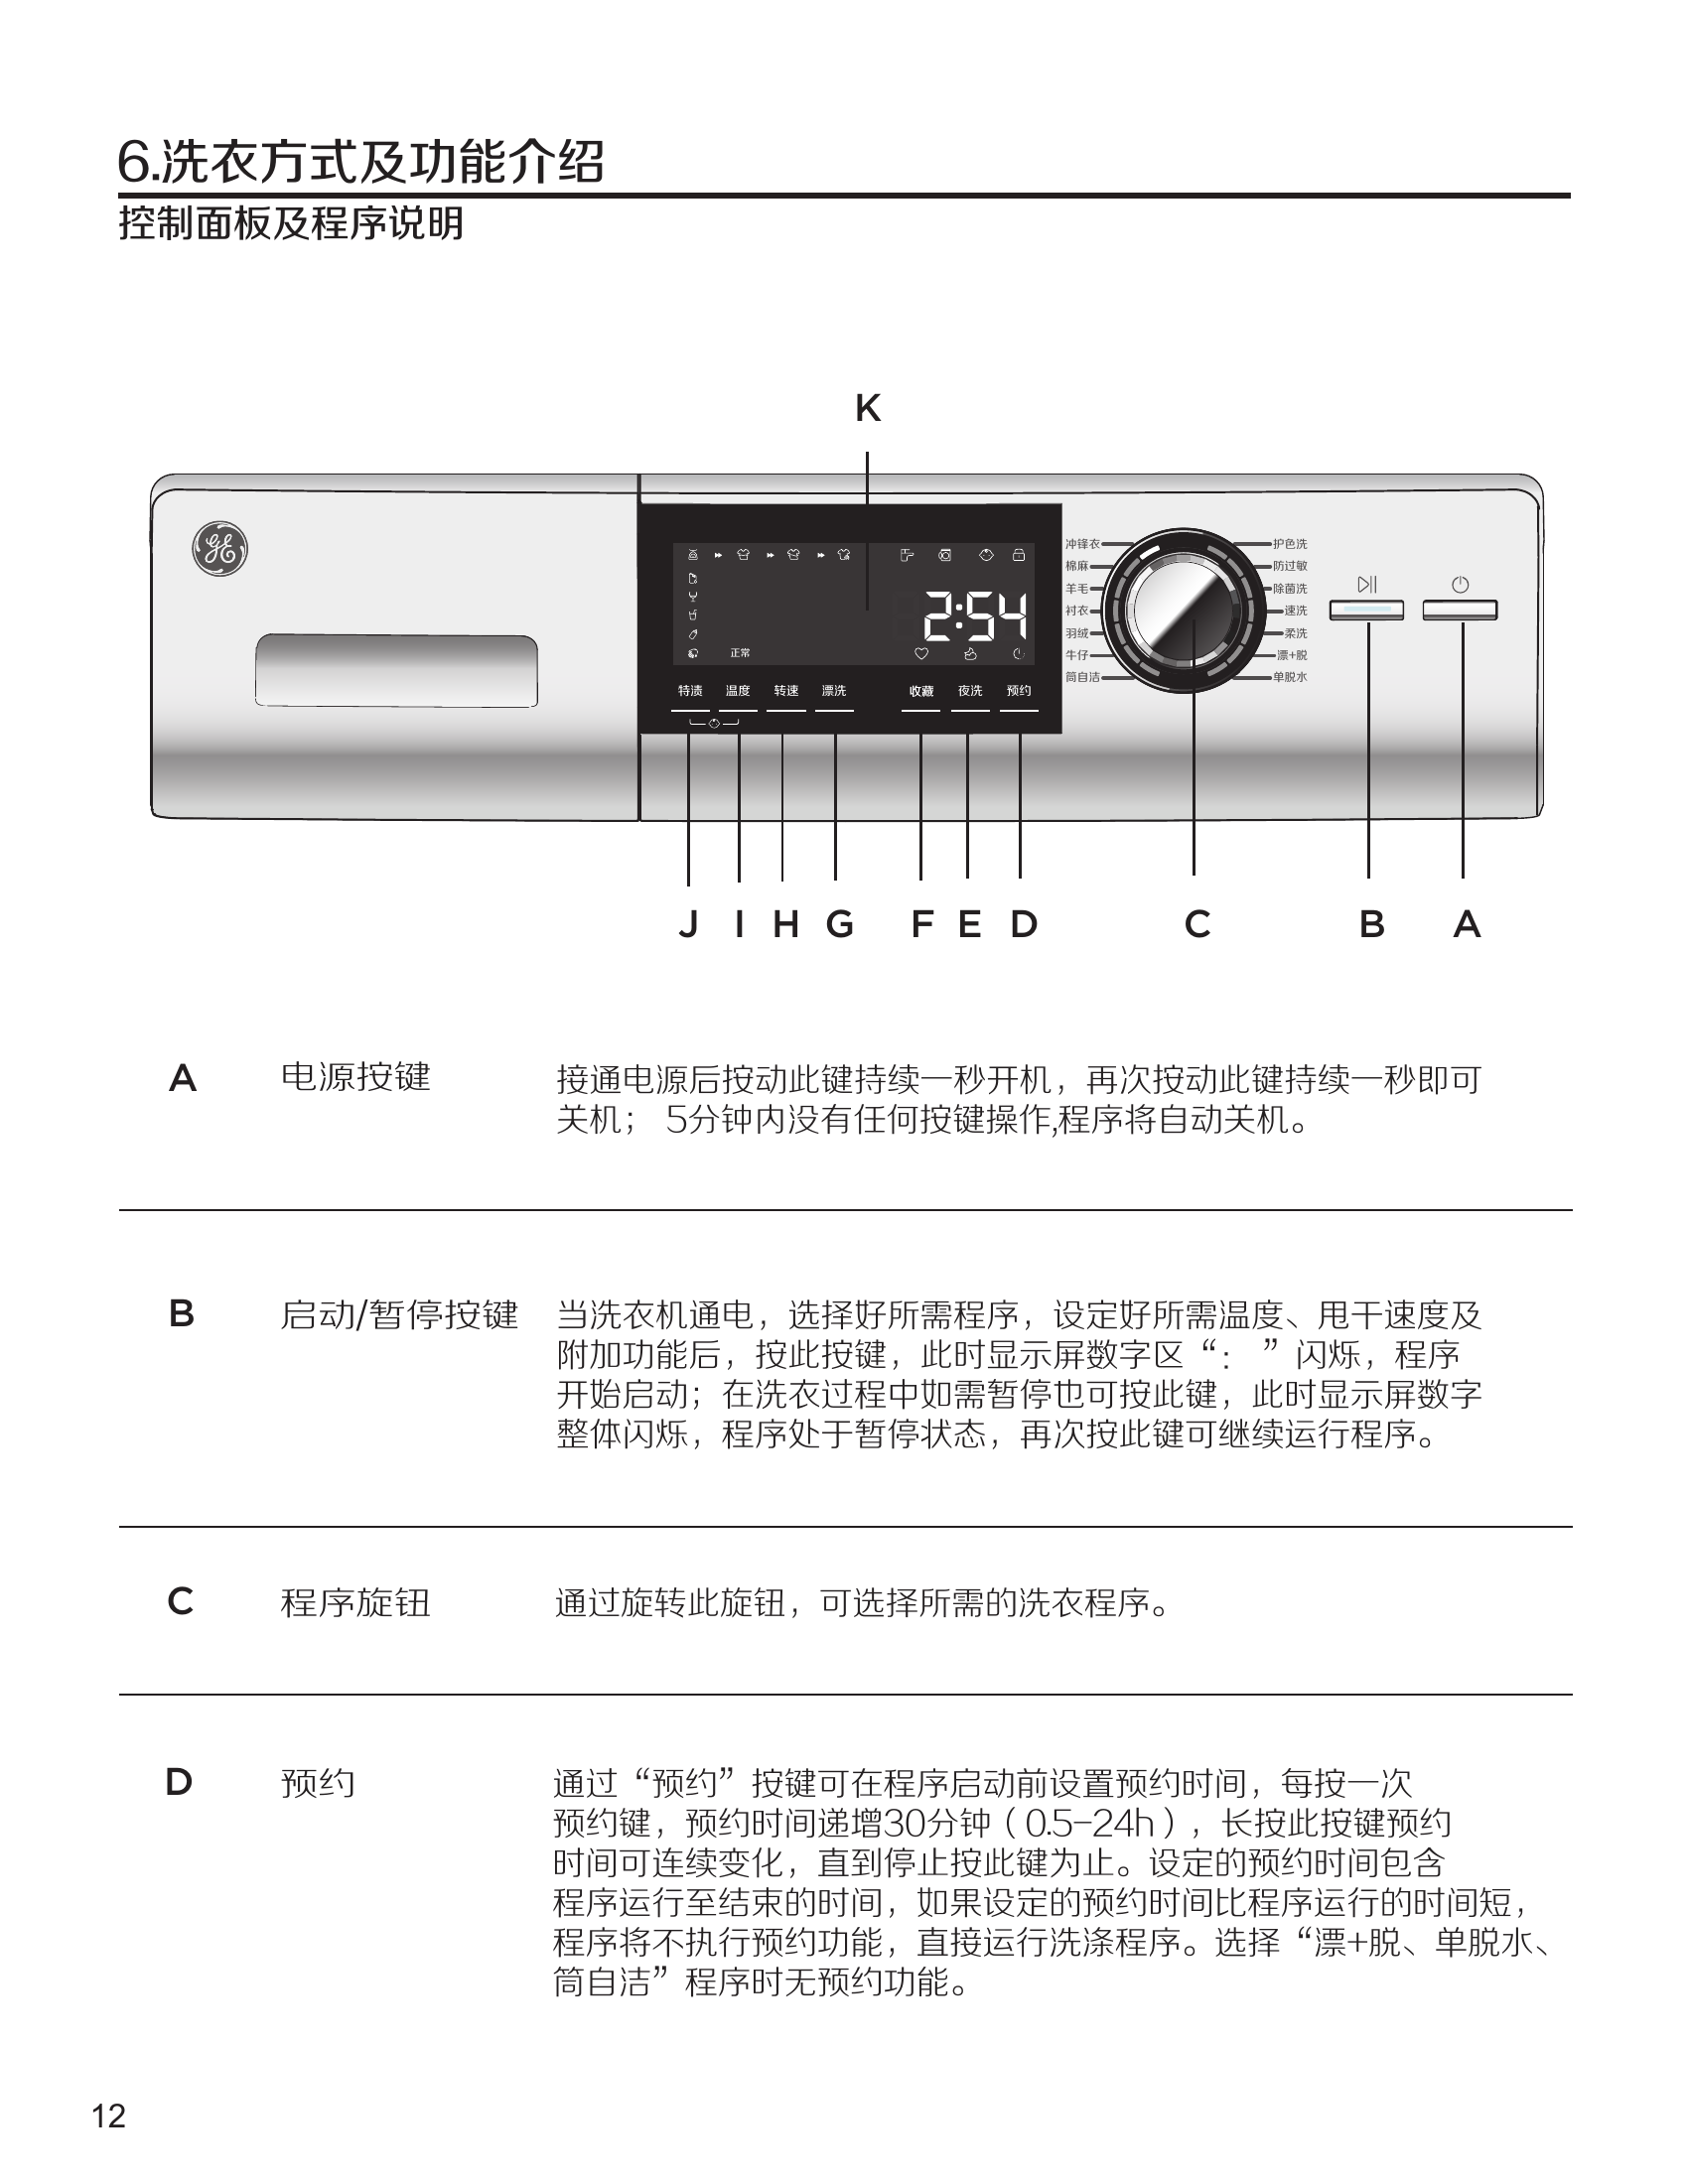 6.洗衣方式及功能介绍
控制面板及程序说明
K
GE
冲锋衣
棉麻
羊毛
衬衣
羽绒
牛仔
筒自洁
护色洗
防过敏
除菌洗
速洗
柔洗
漂+脱
单脱水
2:54
正常
特渍 温度 转速 漂洗 收藏 夜洗 预约
J I H G F E D C B A
A 电源按键 接通电源后按动此键持续一秒开机，再次按动此键持续一秒即可
关机； 5分钟内没有任何按键操作,程序将自动关机。
B 启动/暂停按键 当洗衣机通电，选择好所需程序，设定好所需温度、甩干速度及
附加功能后，按此按键，此时显示屏数字区“： ”闪烁，程序
开始启动；在洗衣过程中如需暂停也可按此键，此时显示屏数字
整体闪烁，程序处于暂停状态，再次按此键可继续运行程序。
C 程序旋钮 通过旋转此旋钮，可选择所需的洗衣程序。
D 预约 通过“预约”按键可在程序启动前设置预约时间，每按一次
预约键，预约时间递增30分钟（0.5–24h），长按此按键预约
时间可连续变化，直到停止按此键为止。设定的预约时间包含
程序运行至结束的时间，如果设定的预约时间比程序运行的时间短，
程序将不执行预约功能，直接运行洗涤程序。选择“漂+脱、单脱水、
筒自洁”程序时无预约功能。
12